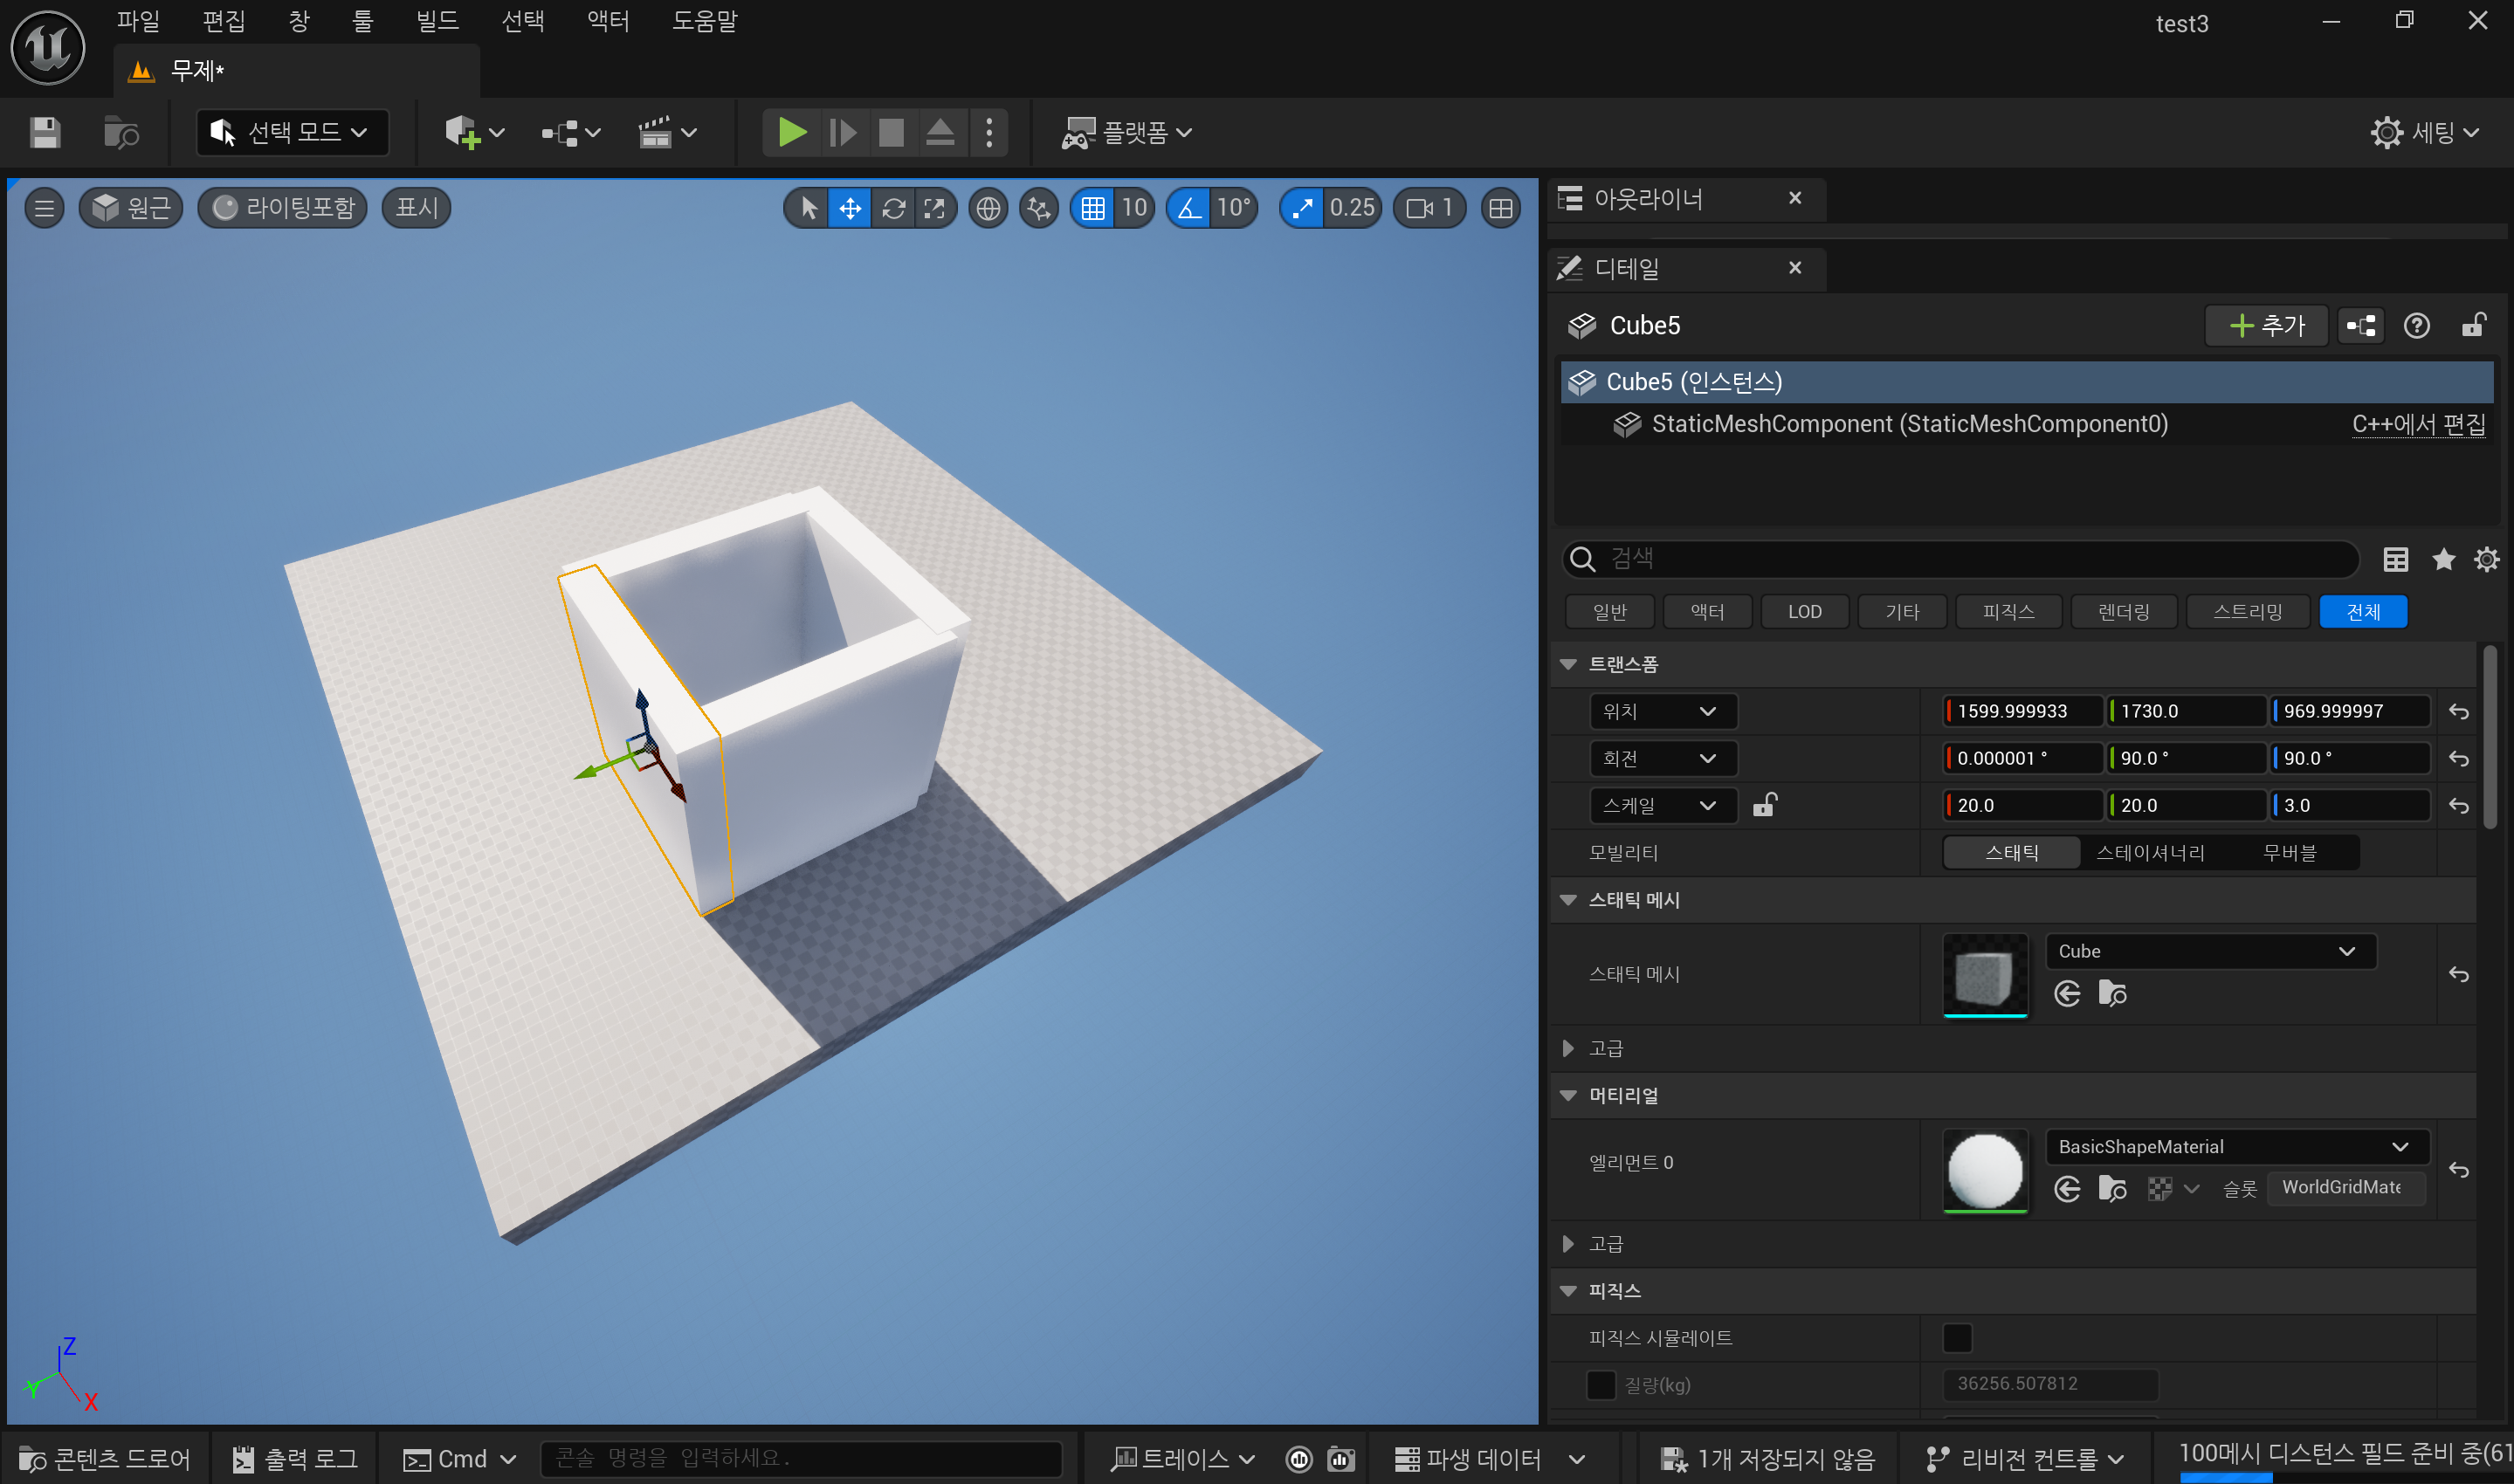 파일 편집 창 툴 빌드 선택 액터 도움말
test3
무제*
선택 모드
플랫폼
세팅
원근 라이팅포함 표시
10 10° 0.25 1
아웃라이너
디테일
Cube5
추가
Cube5 (인스턴스)
StaticMeshComponent (StaticMeshComponent0) C++에서 편집
검색
일반 액터 LOD 기타 피직스 렌더링 스트리밍 전체
트랜스폼
위치 1599.999933 1730.0 969.999997
회전 0.000001 ° 90.0 ° 90.0 °
스케일 20.0 20.0 3.0
모빌리티 스태틱 스테이셔너리 무버블
스태틱 메시
스태틱 메시 Cube
고급
머티리얼
엘리먼트 0 BasicShapeMaterial
슬롯 WorldGridMate
고급
피직스
피직스 시뮬레이트
질량(kg) 36256.507812
Z
Y
X
콘텐츠 드로어 출력 로그 Cmd 콘솔 명령을 입력하세요. 트레이스 파생 데이터 1개 저장되지 않음 리비전 컨트롤 100메시 디스턴스 필드 준비 중(61